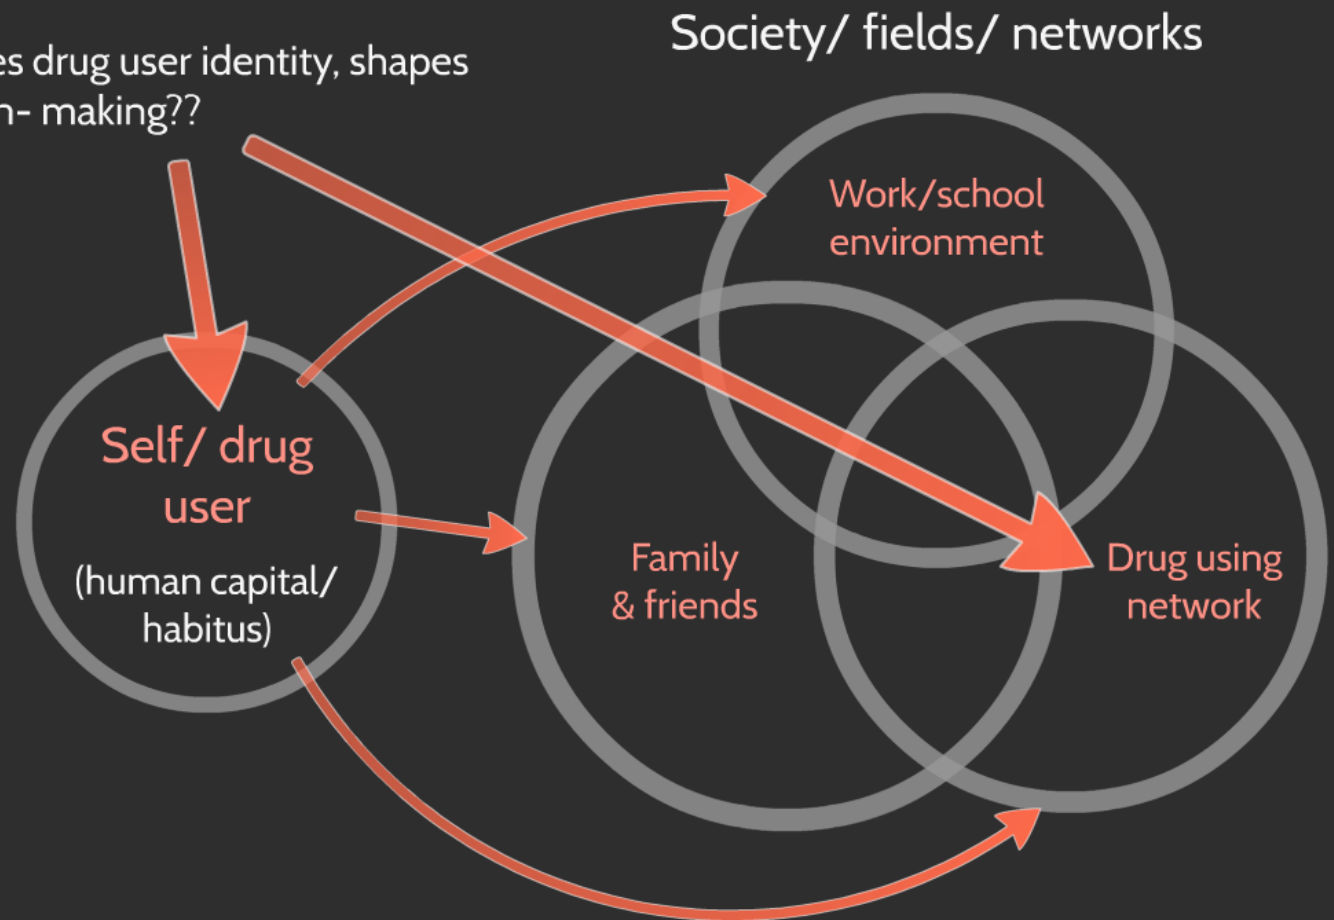 es drug user identity, shapes
n- making??
Society/ fields/ networks
Work/school
environment
Self/ drug
user
(human capital/
habitus)
Family
& friends
Drug using
network